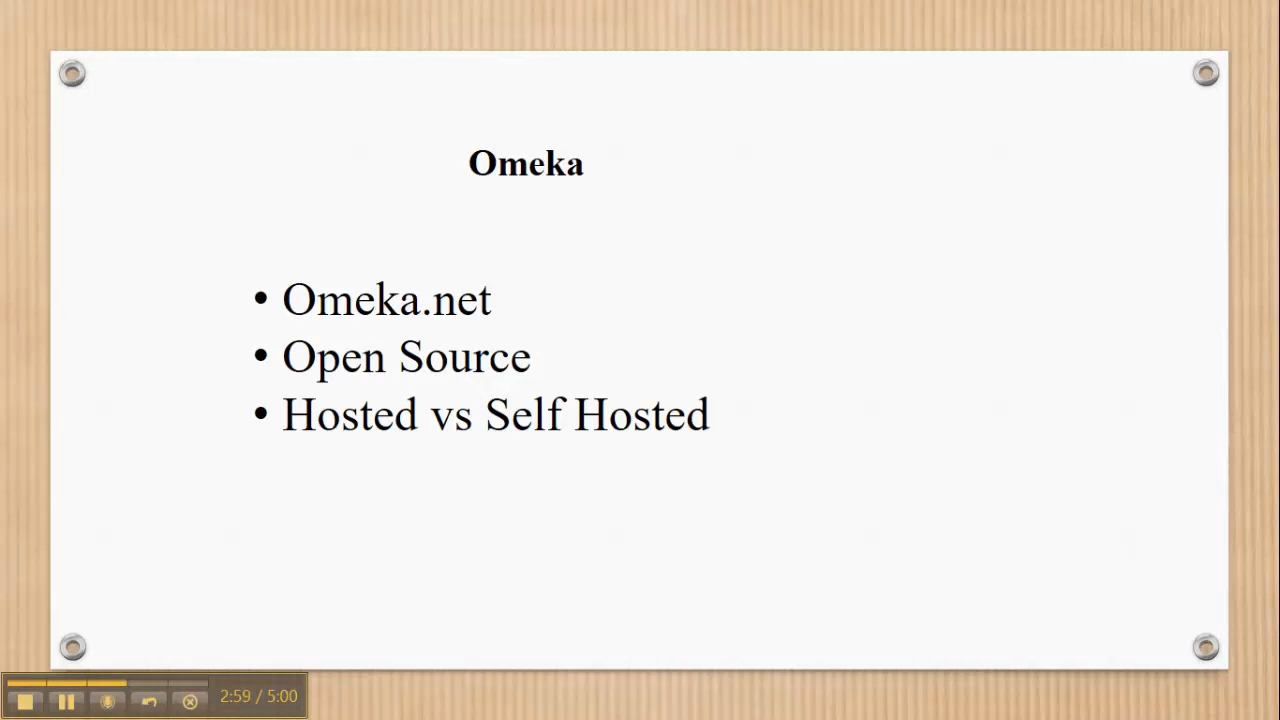 Omeka
• Omeka.net
• Open Source
• Hosted vs Self Hosted
2:59 / 5:00